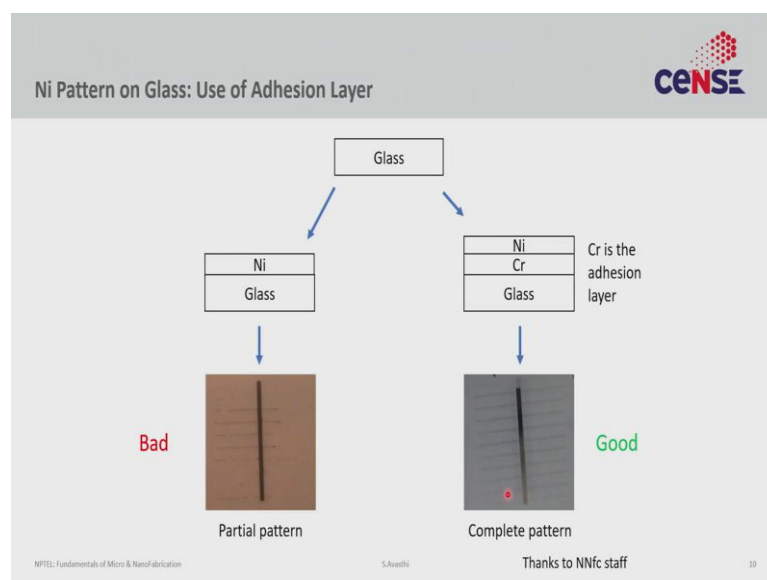 CeNSE
Ni Pattern on Glass: Use of Adhesion Layer
Glass
Ni
Glass
Ni
Cr
Glass
Cr is the
adhesion
layer
Bad
Good
Partial pattern
Complete pattern
NPTEL: Fundamentals of Micro & NanoFabrication
S.Avasthi
Thanks to NNfc staff
10